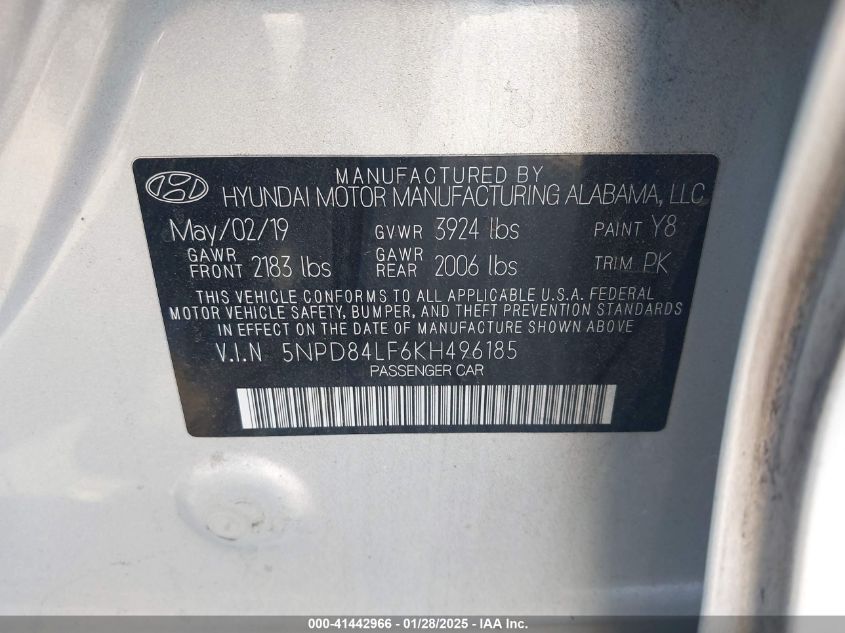 MANUFACTURED BY
HYUNDAI MOTOR MANUFACTURING ALABAMA, LLC
May/02/19 GVWR 3924 lbs PAINT Y8
GAWR FRONT 2183 lbs GAWR REAR 2006 lbs TRIM PK
THIS VEHICLE CONFORMS TO ALL APPLICABLE U.S.A. FEDERAL
MOTOR VEHICLE SAFETY, BUMPER, AND THEFT PREVENTION STANDARDS
IN EFFECT ON THE DATE OF MANUFACTURE SHOWN ABOVE.
V.I.N 5NPD84LF6KH496185
PASSENGER CAR
000-41442966 | 01/28/2025 - IAA Inc.